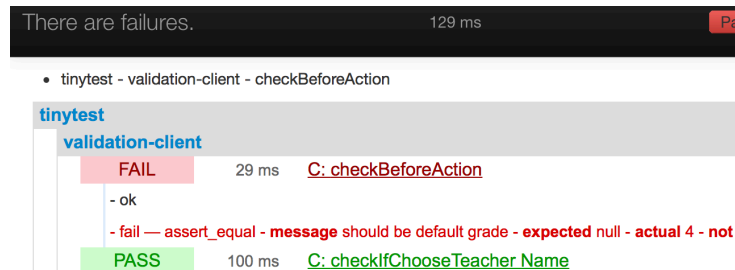 There are failures. 129 ms Pa
• tinytest - validation-client - checkBeforeAction
tinytest
validation-client
FAIL 29 ms C: checkBeforeAction
- ok
- fail — assert_equal - message should be default grade - expected null - actual 4 - not
PASS 100 ms C: checkIfChooseTeacher Name